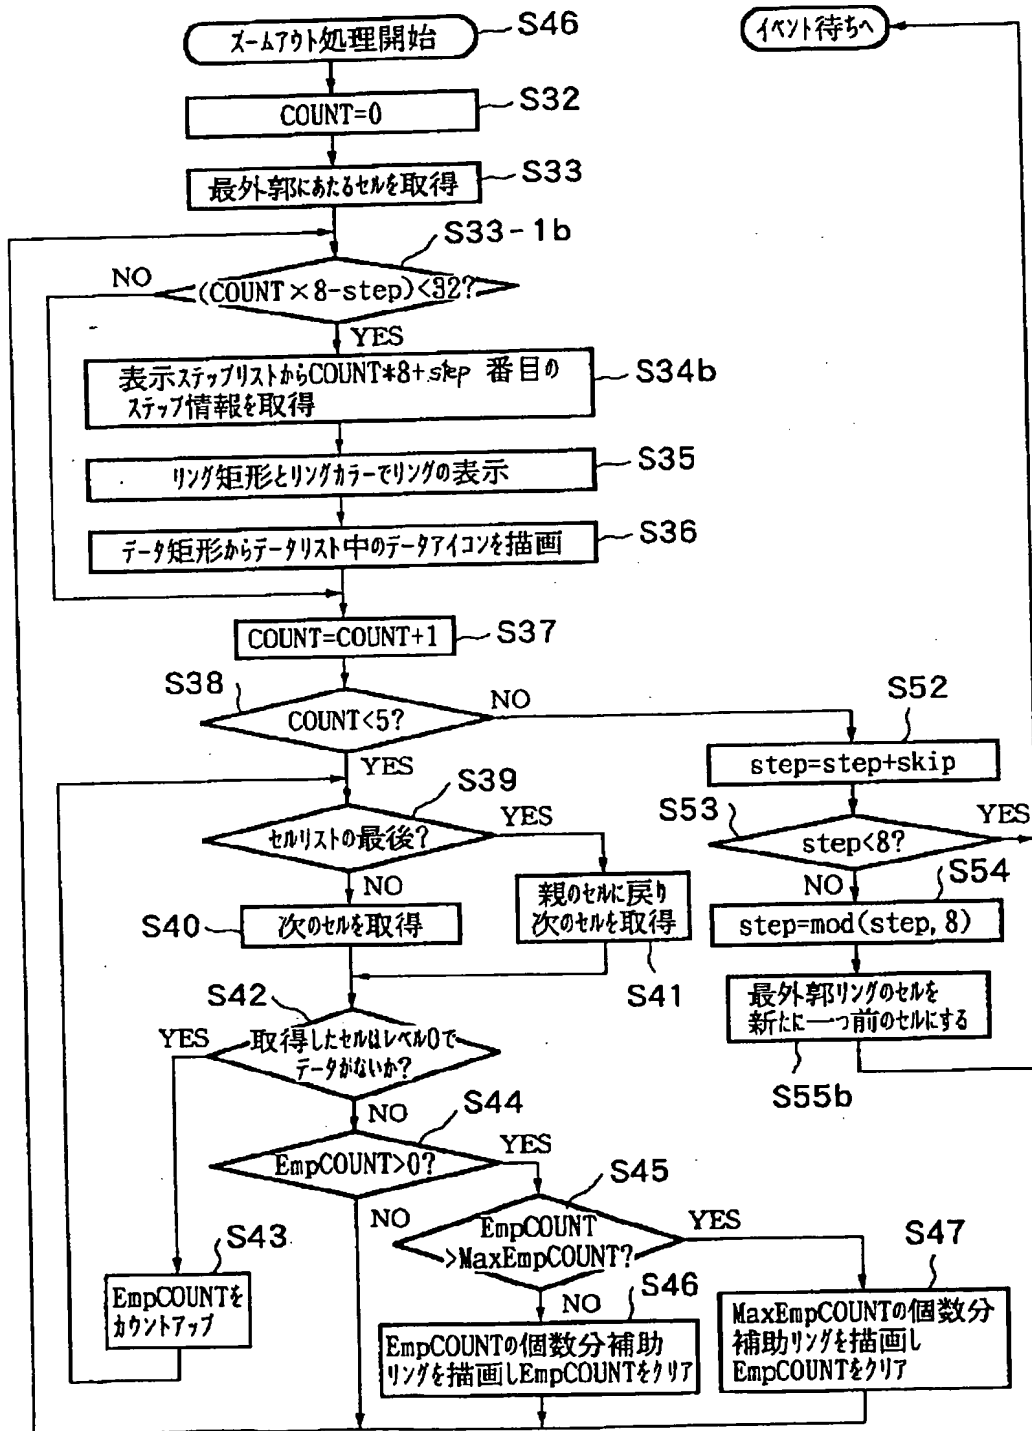 ズームアウト処理開始
S46
イベント待ちへ
COUNT=0
S32
最外郭にあたるセルを取得
S33
S33-1b
NO
(COUNT×8-step)<32?
YES
表示ステップリストからCOUNT*8+step 番目の
ステップ情報を取得
S34b
リング矩形とリングカラーでリングの表示
S35
データ矩形からデータリスト中のデータアイコンを描画
S36
COUNT=COUNT+1
S37
S38
COUNT<5?
NO
YES
S52
step=step+skip
S53
step<8?
YES
NO
S54
step=mod(step,8)
最外郭リングのセルを
新たに一つ前のセルにする
S55b
S39
セルリストの最後?
YES
NO
S40
次のセルを取得
親のセルに戻り
次のセルを取得
S41
S42
YES
取得したセルはレベル0で
データがないか?
NO
S44
EmpCOUNT>0?
YES
NO
S45
EmpCOUNT
>MaxEmpCOUNT?
YES
NO
S43
EmpCOUNTを
カウントアップ
S46
EmpCOUNTの個数分補助
リングを描画しEmpCOUNTをクリア
S47
MaxEmpCOUNTの個数分
補助リングを描画し
EmpCOUNTをクリア